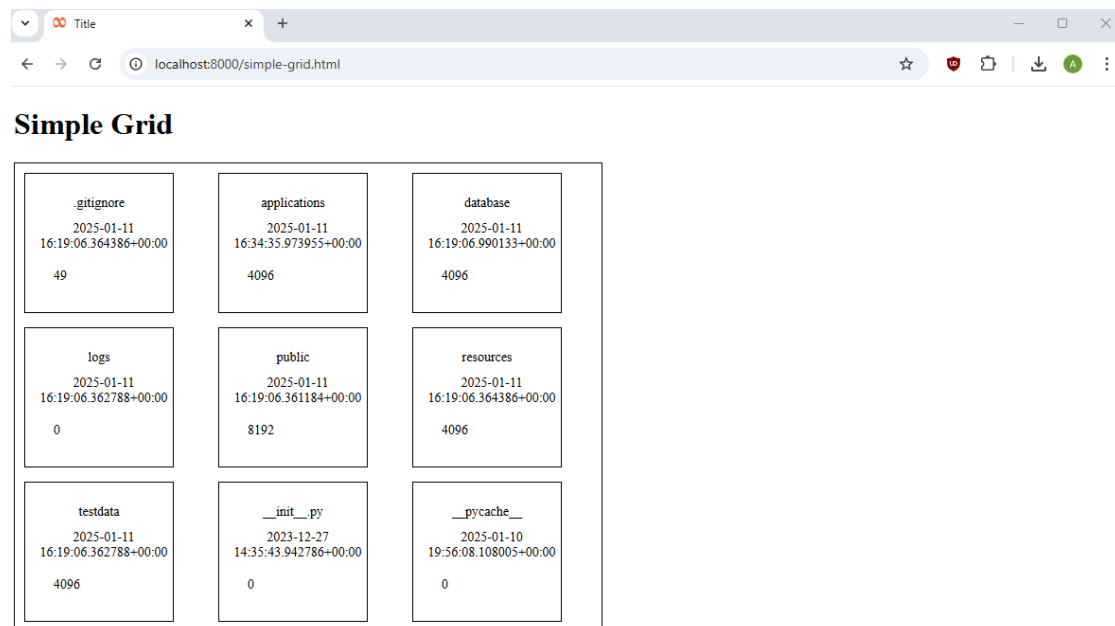 Title
localhost:8000/simple-grid.html
A
Simple Grid
.gitignore
2025-01-11
16:19:06.364386+00:00
49
applications
2025-01-11
16:34:35.973955+00:00
4096
database
2025-01-11
16:19:06.990133+00:00
4096
logs
2025-01-11
16:19:06.362788+00:00
0
public
2025-01-11
16:19:06.361184+00:00
8192
resources
2025-01-11
16:19:06.364386+00:00
4096
testdata
2025-01-11
16:19:06.362788+00:00
4096
__init__.py
2023-12-27
14:35:43.942786+00:00
0
__pycache__
2025-01-10
19:56:08.108005+00:00
0